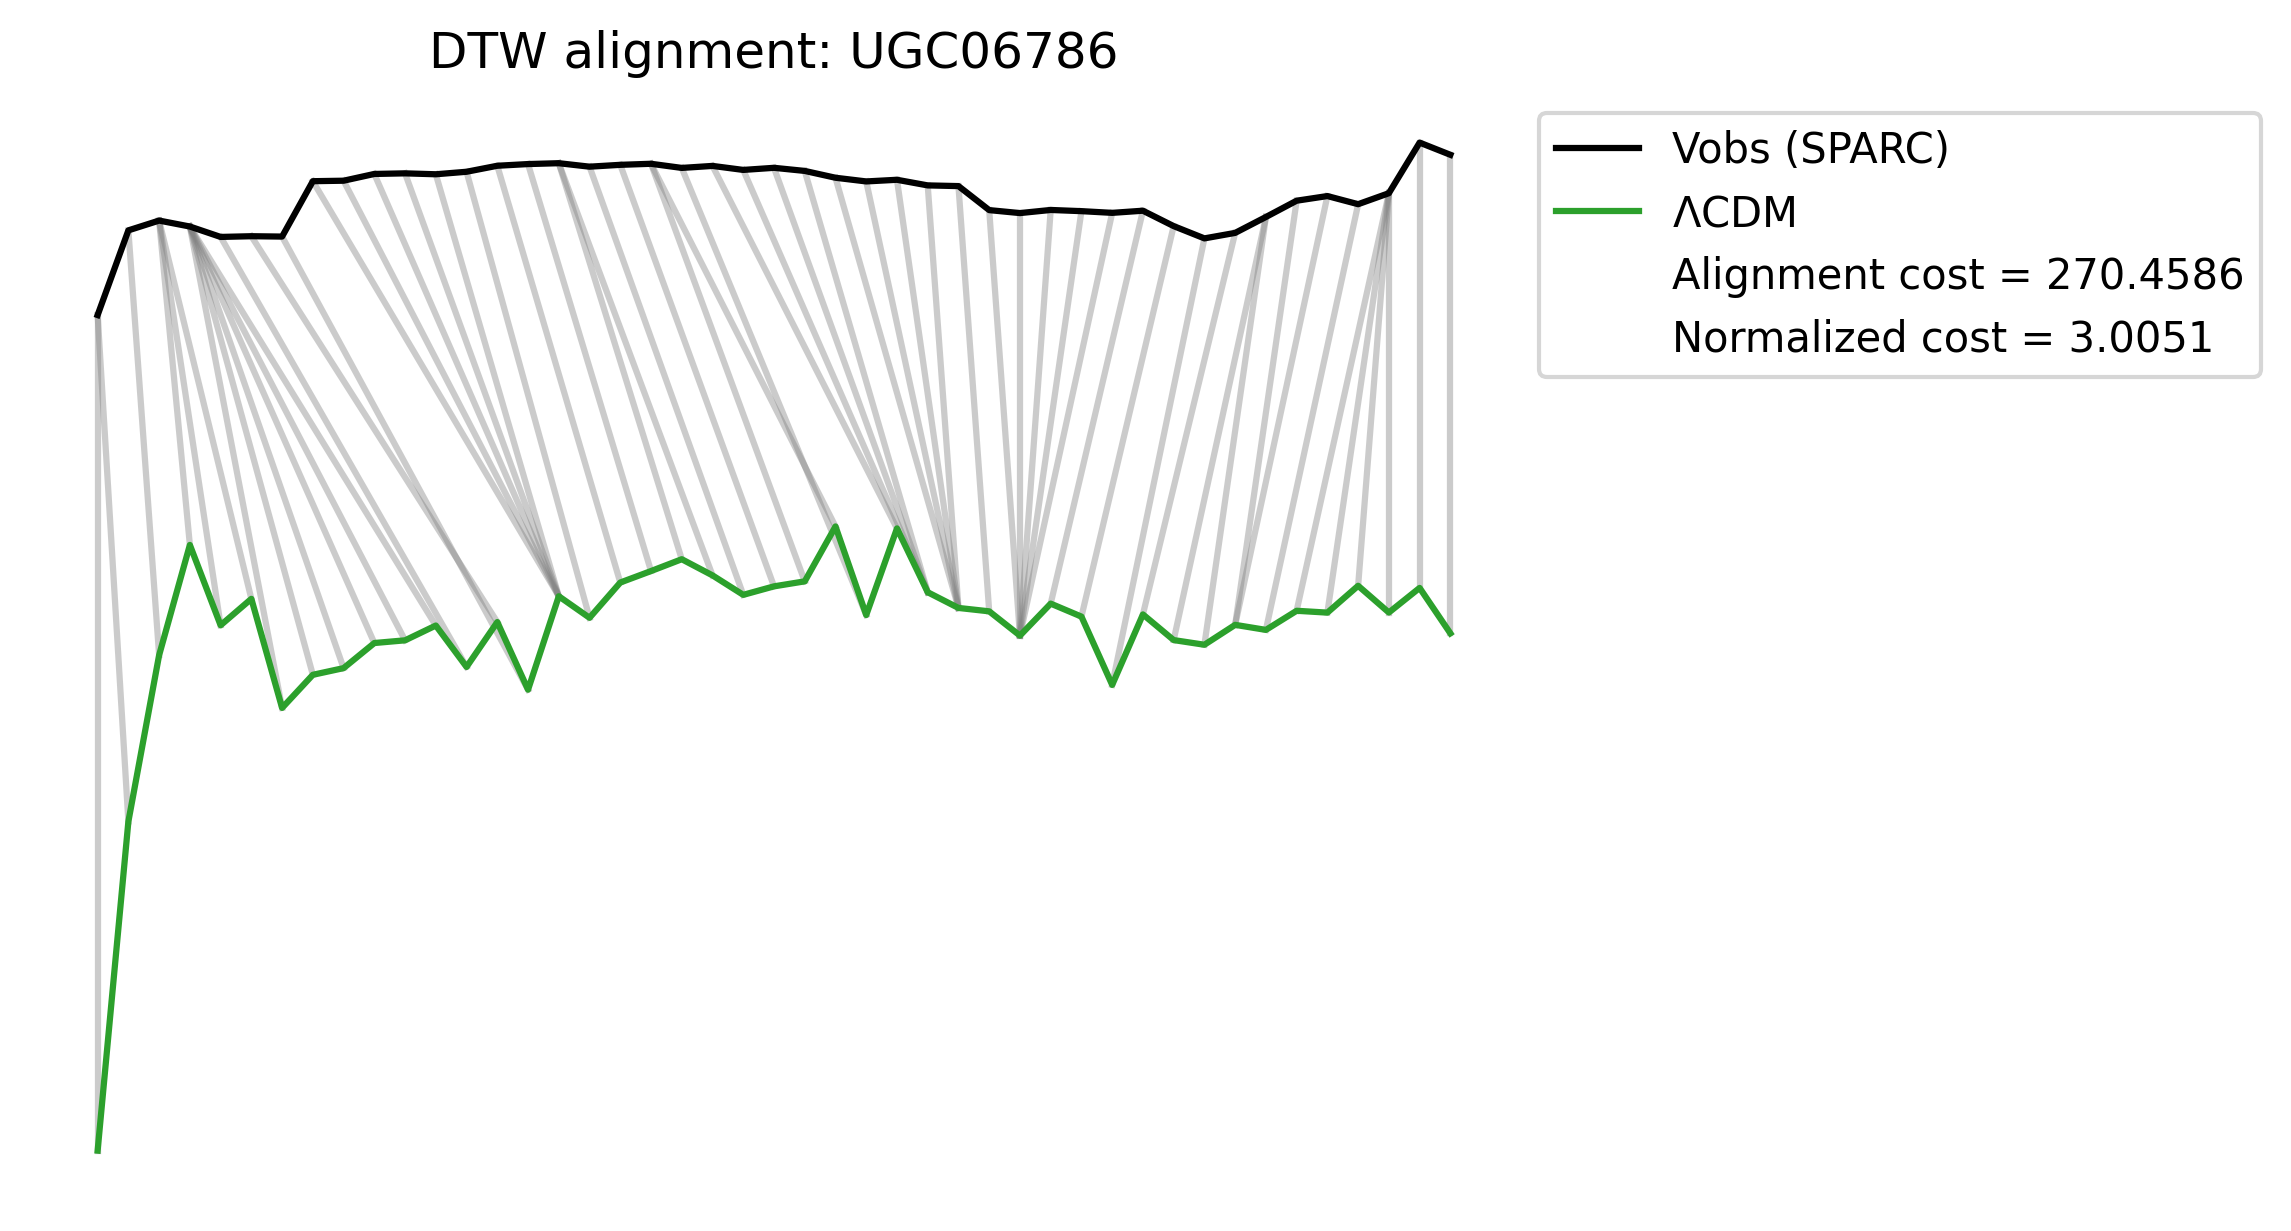 DTW alignment: UGC06786
Vobs (SPARC)
ΛCDM
Alignment cost = 270.4586
Normalized cost = 3.0051